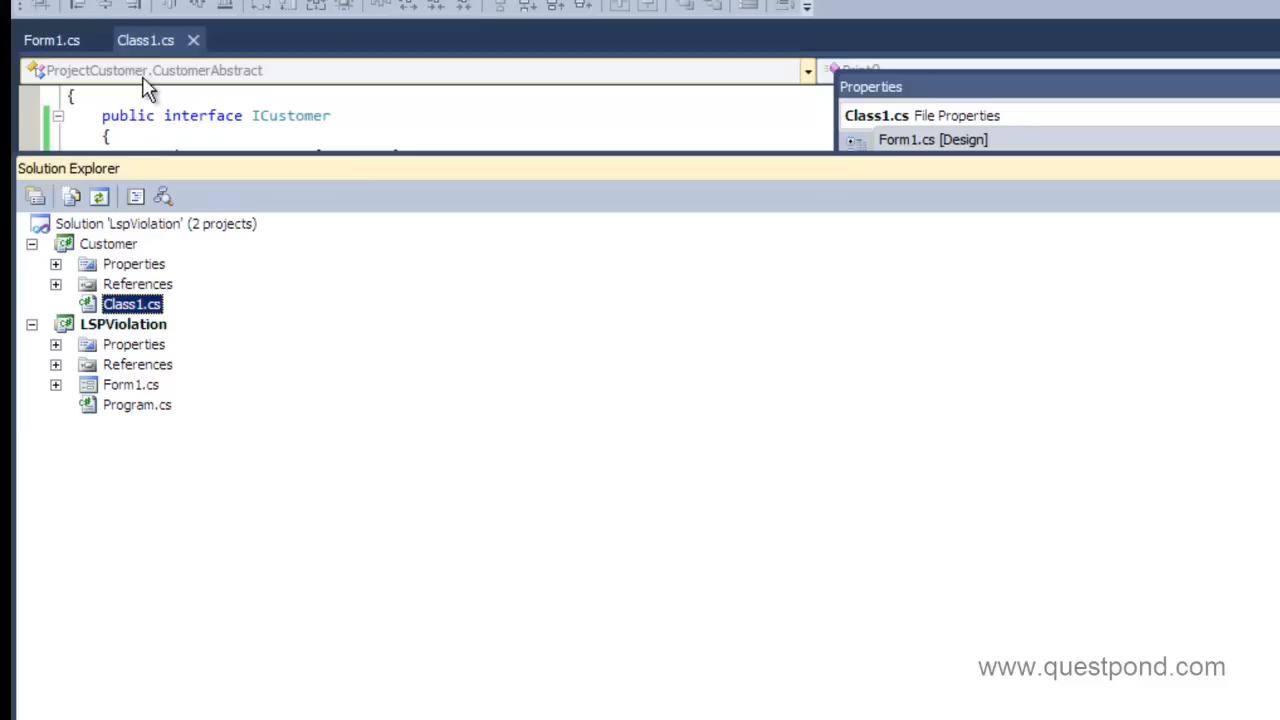 Form1.cs Class1.cs
ProjectCustomer.CustomerAbstract
Properties
{
public interface ICustomer
Class1.cs File Properties
{
Form1.cs [Design]
Solution Explorer
Solution 'LspViolation' (2 projects)
Customer
Properties
References
Class1.cs
LSPViolation
Properties
References
Form1.cs
Program.cs
www.questpond.com